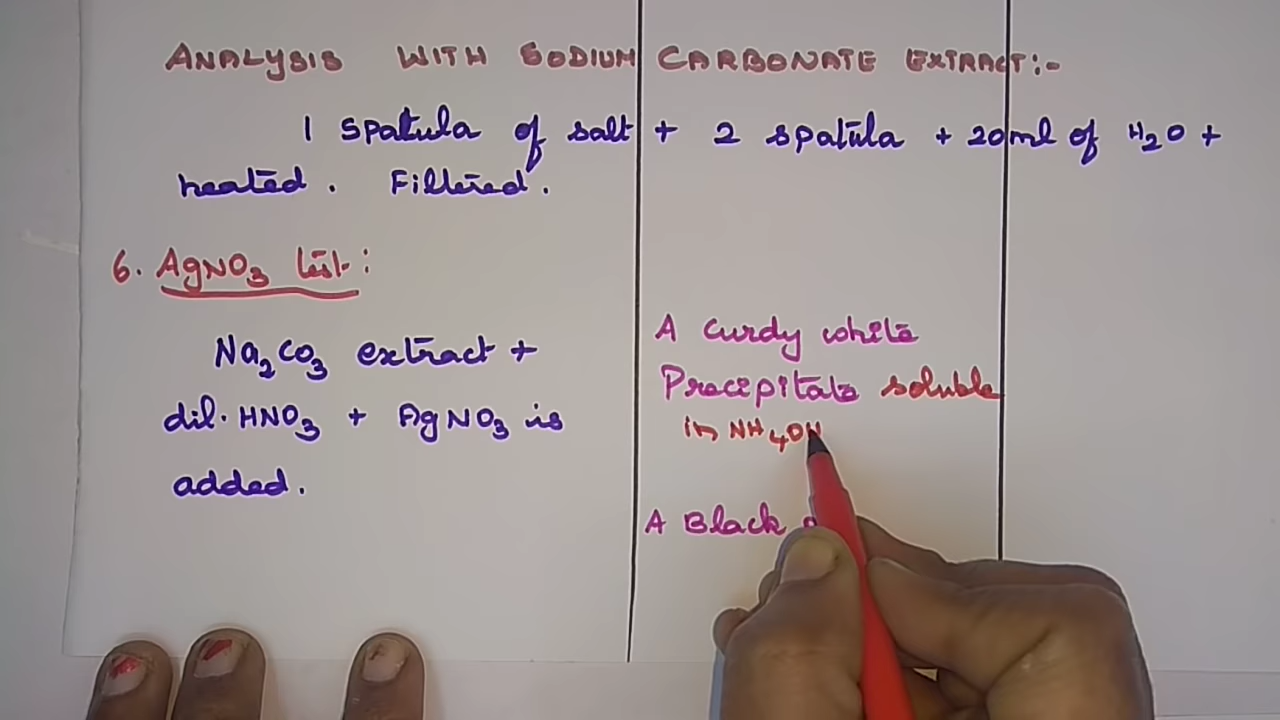 ANALYSIS WITH SODIUM CARBONATE EXTRACT:-
1 Spatula of salt + 2 spatula + 20ml of H₂O +
heated. Filtered.
6. AgNO₃ test:
Na₂CO₃ extract +
dil. HNO₃ + AgNO₃ is
added.
A Curdy white
Precipitate soluble
in NH₄OH
A Black